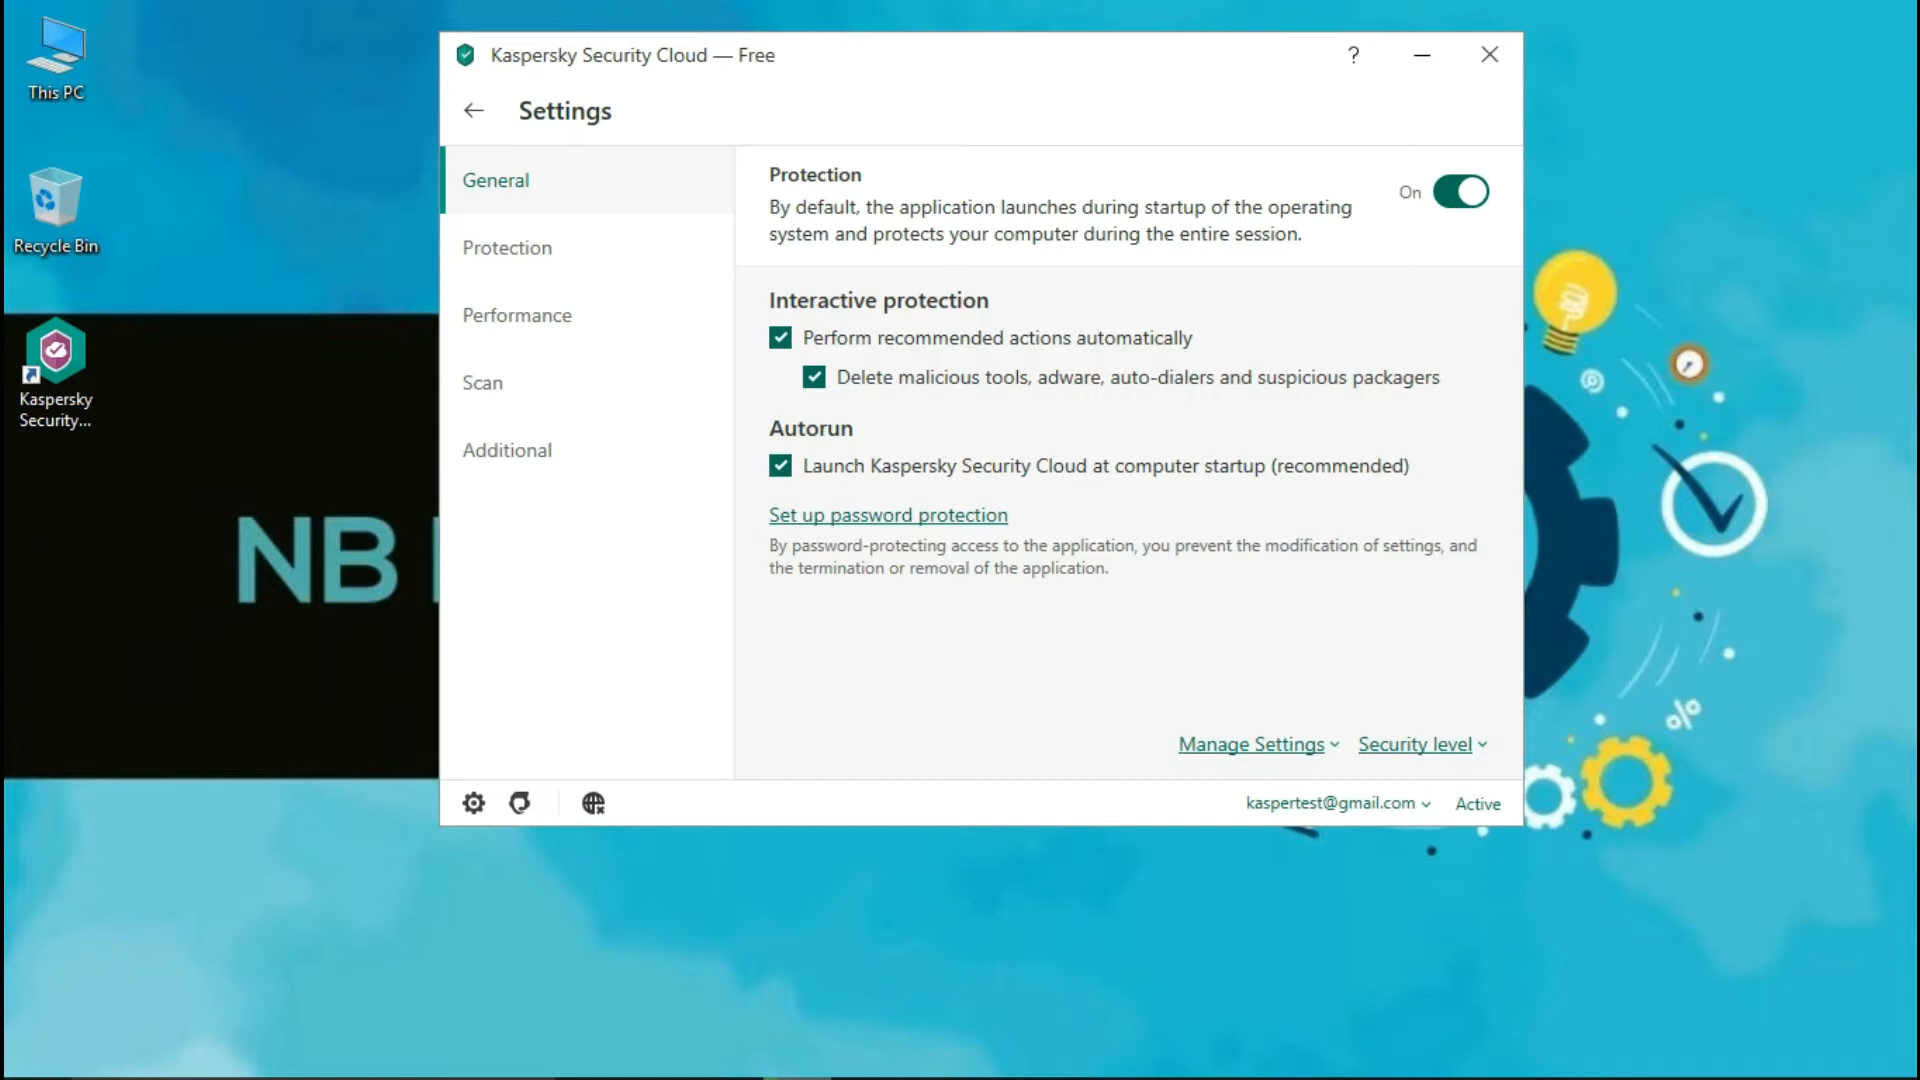 This PC
Recycle Bin
Kaspersky
Security...
NB
Kaspersky Security Cloud — Free
?
Settings
General
Protection
Performance
Scan
Additional
Protection
On
By default, the application launches during startup of the operating
system and protects your computer during the entire session.
Interactive protection
Perform recommended actions automatically
Delete malicious tools, adware, auto-dialers and suspicious packagers
Autorun
Launch Kaspersky Security Cloud at computer startup (recommended)
Set up password protection
By password-protecting access to the application, you prevent the modification of settings, and
the termination or removal of the application.
Manage Settings
Security level
kaspertest@gmail.com
Active
%